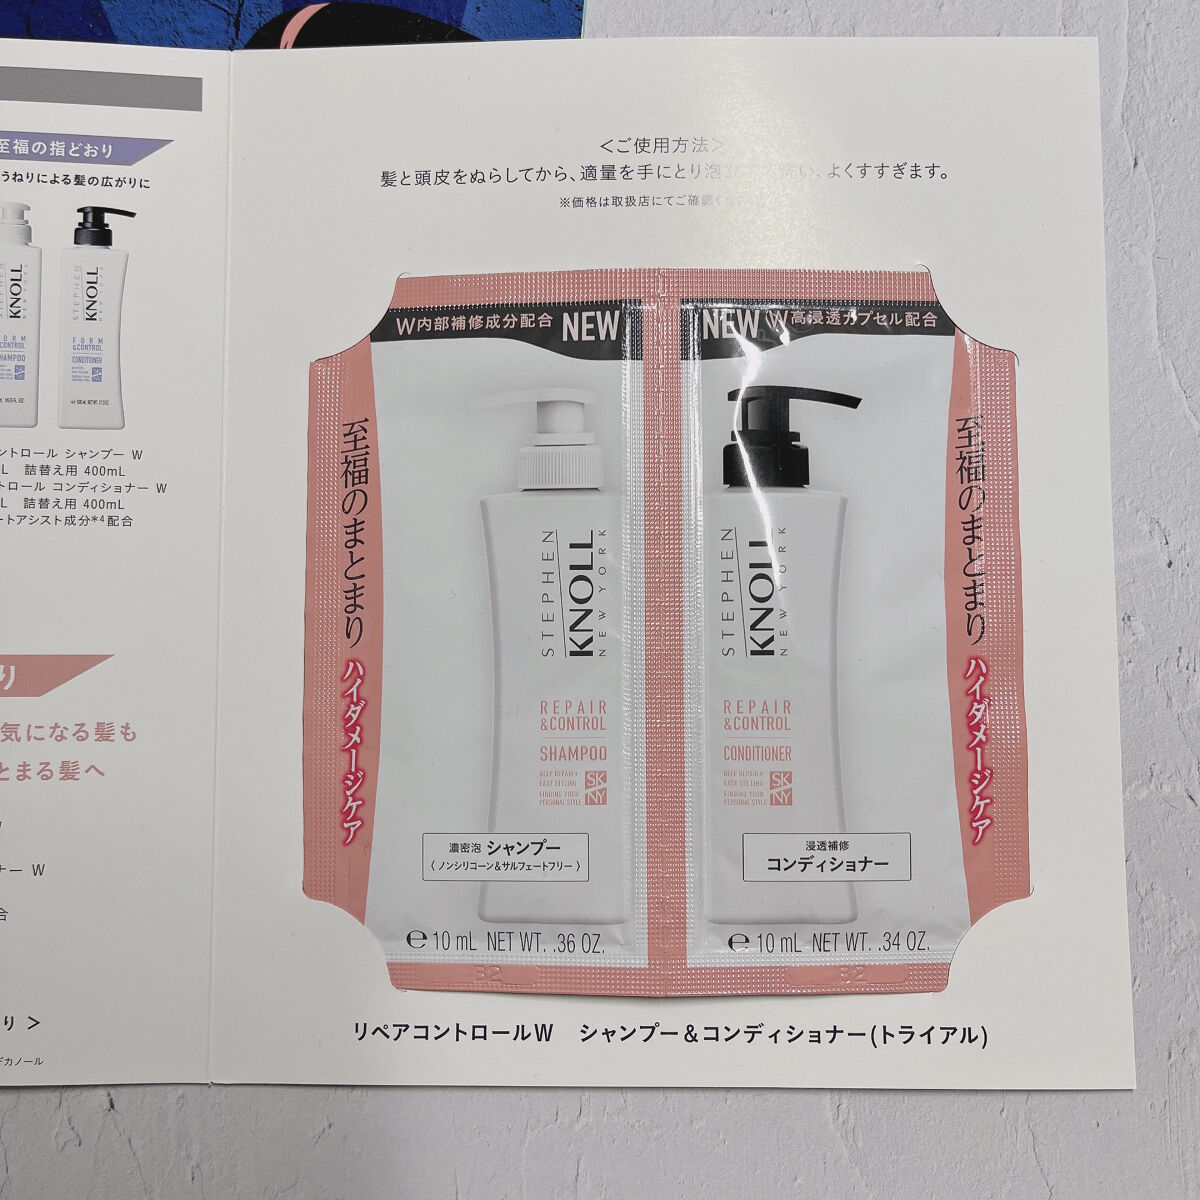 至福の指どおり
うねりによる髪の広がりに
STEPHEN
KNOLL
NEW YORK
FORM
&CONTROL
SHAMPOO
STEPHEN
KNOLL
NEW YORK
FORM
&CONTROL
CONDITIONER
ントロール シャンプー W
L 詰替え用 400mL
トロール コンディショナー W
L 詰替え用 400mL
ートアシスト成分*4配合
り
気になる髪も
とまる髪へ
ナー W
合
り >
デカノール
<ご使用方法>
髪と頭皮をぬらしてから、適量を手にとり泡 い、よくすすぎます。
※価格は取扱店にてご確認く
W内部補修成分配合 NEW
至福のまとまり ハイダメージケア
STEPHEN
KNOLL
NEW YORK
REPAIR
&CONTROL
SHAMPOO
DEEP REPAIR+
EASY STYLING
FINDING YOUR
PERSONAL STYLE
SK
NY
濃密泡 シャンプー
〈ノンシリコーン&サルフェートフリー〉
e 10 mL NET WT. .36 OZ.
NEW W高浸透カプセル配合
至福のまとまり ハイダメージケア
STEPHEN
KNOLL
NEW YORK
REPAIR
&CONTROL
CONDITIONER
DEEP REPAIR+
EASY STYLING
FINDING YOUR
PERSONAL STYLE
SK
NY
浸透補修
コンディショナー
e 10 mL NET WT. .34 OZ.
リペアコントロールW シャンプー&コンディショナー(トライアル)